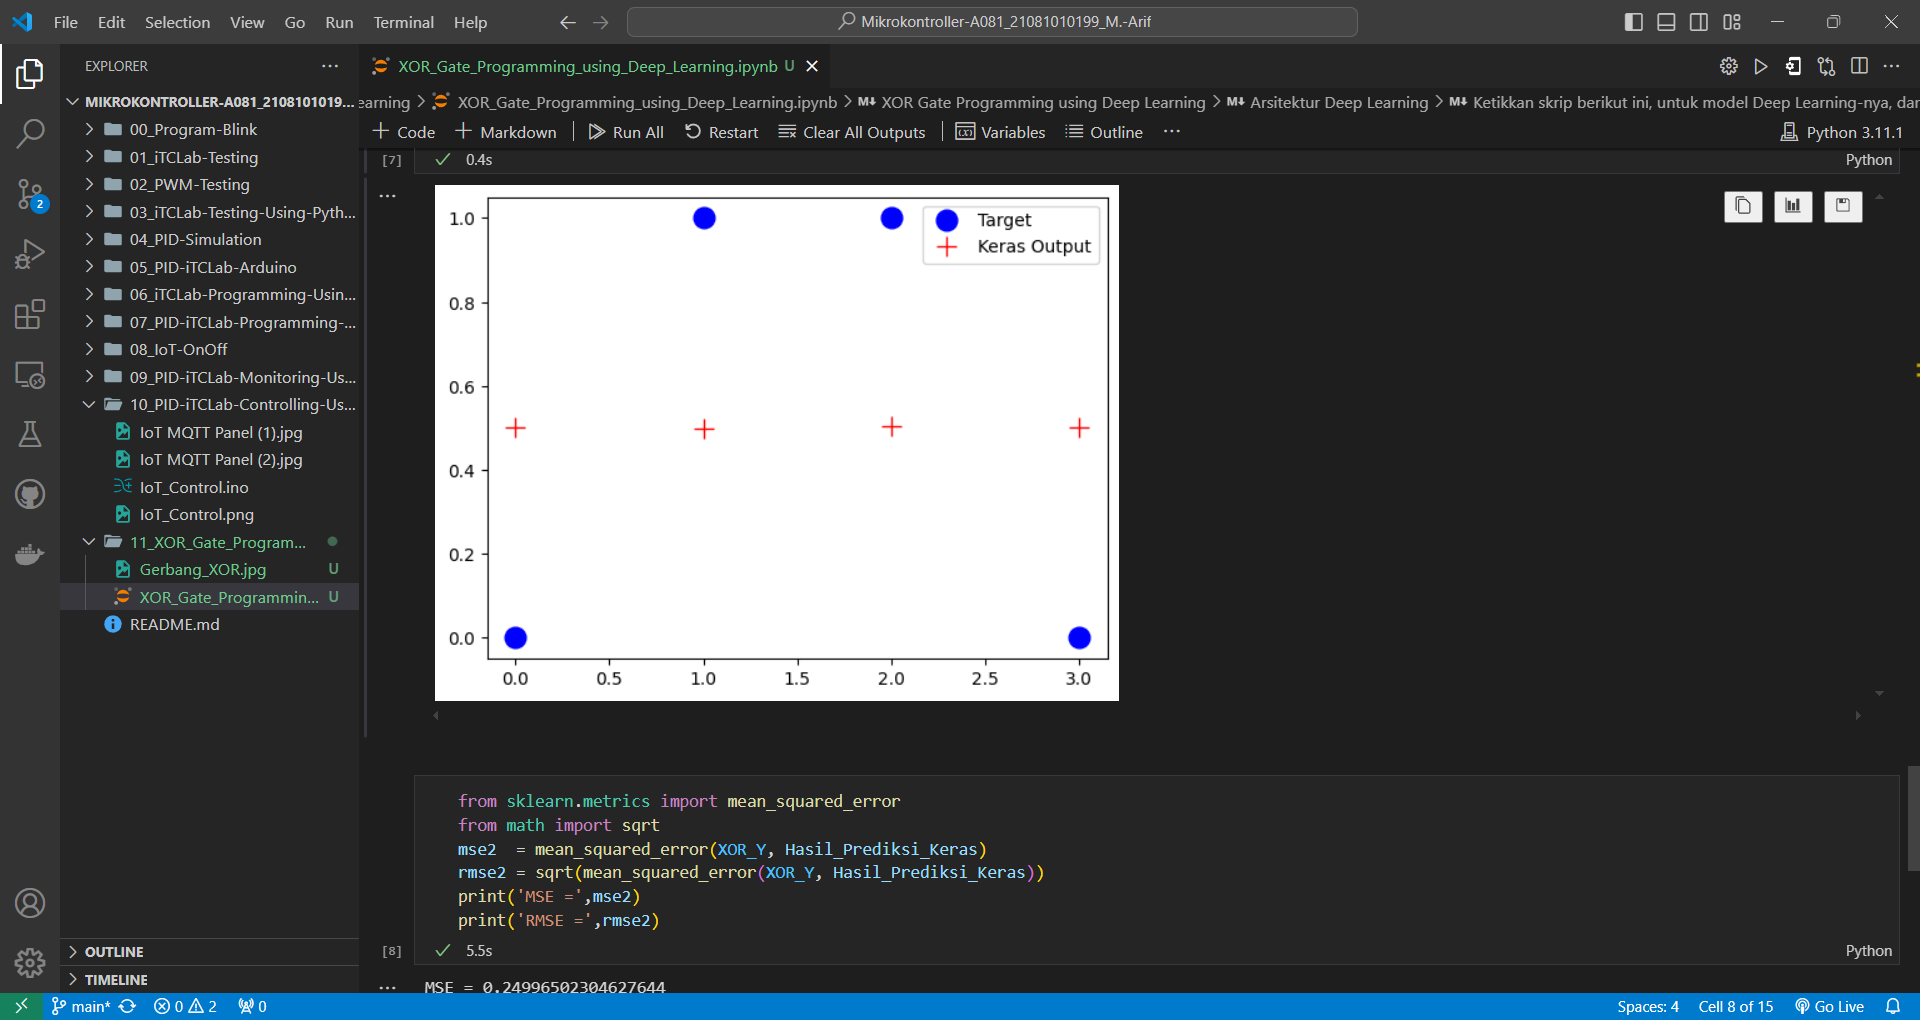 File Edit Selection View Go Run Terminal Help
Mikrokontroller-A081_21081010199_M.-Arif
EXPLORER
MIKROKONTROLLER-A081_2108101019...
00_Program-Blink
01_iTCLab-Testing
02_PWM-Testing
03_iTCLab-Testing-Using-Pyth...
04_PID-Simulation
05_PID-iTCLab-Arduino
06_iTCLab-Programming-Usin...
07_PID-iTCLab-Programming-...
08_IoT-OnOff
09_PID-iTCLab-Monitoring-Us...
10_PID-iTCLab-Controlling-Us...
IoT MQTT Panel (1).jpg
IoT MQTT Panel (2).jpg
IoT_Control.ino
IoT_Control.png
11_XOR_Gate_Program...
Gerbang_XOR.jpg U
XOR_Gate_Programmin... U
README.md
OUTLINE
TIMELINE
2
XOR_Gate_Programming_using_Deep_Learning.ipynb U
earning > XOR_Gate_Programming_using_Deep_Learning.ipynb > M↓ XOR Gate Programming using Deep Learning > M↓ Arsitektur Deep Learning > M↓ Ketikkan skrip berikut ini, untuk model Deep Learning-nya, dar
+ Code + Markdown Run All Restart Clear All Outputs Variables Outline ... Python 3.11.1
[7] 0.4s Python
Target
Keras Output
1.0
0.8
0.6
0.4
0.2
0.0
0.0 0.5 1.0 1.5 2.0 2.5 3.0
from sklearn.metrics import mean_squared_error
from math import sqrt
mse2  = mean_squared_error(XOR_Y, Hasil_Prediksi_Keras)
rmse2 = sqrt(mean_squared_error(XOR_Y, Hasil_Prediksi_Keras))
print('MSE =',mse2)
print('RMSE =',rmse2)
[8] 5.5s Python
MSE = 0.24996502304627644
main* 0 2 0 Spaces: 4 Cell 8 of 15 Go Live